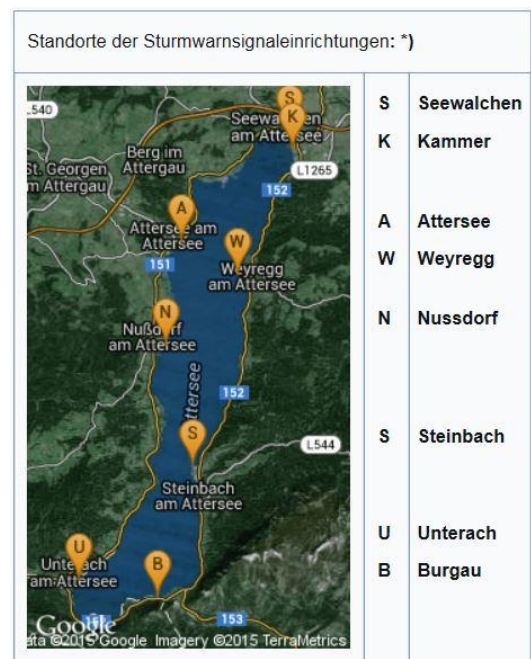 Standorte der Sturmwarnsignaleinrichtungen: *)
L540
S
Seewalchen
am Attersee
K
Berg im
Attergau
St. Georgen
im Attergau
L1265
152
A
Attersee am
Attersee
W
151
Weyregg
am Attersee
N
Nußdorf
am Attersee
Attersee
152
S
L544
Steinbach
am Attersee
U
Unterach
am Attersee
B
151
153
Google
ata ©2015 Google Imagery ©2015 TerraMetrics
S Seewalchen
K Kammer
A Attersee
W Weyregg
N Nussdorf
S Steinbach
U Unterach
B Burgau